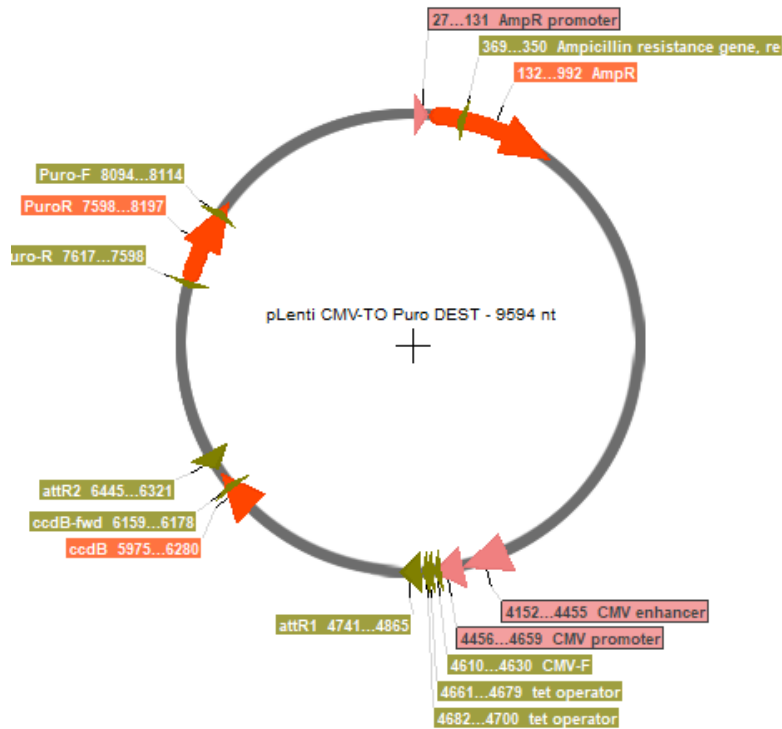 27...131 AmpR promoter
369...350 Ampicillin resistance gene, re
132...992 AmpR
Puro-F 8094...8114
PuroR 7598...8197
uro-R 7617...7598
pLenti CMV-TO Puro DEST - 9594 nt
attR2 6445...6321
ccdB-fwd 6159...6178
ccdB 5975...6280
attR1 4741...4865
4152...4455 CMV enhancer
4456...4659 CMV promoter
4610...4630 CMV-F
4661...4679 tet operator
4682...4700 tet operator